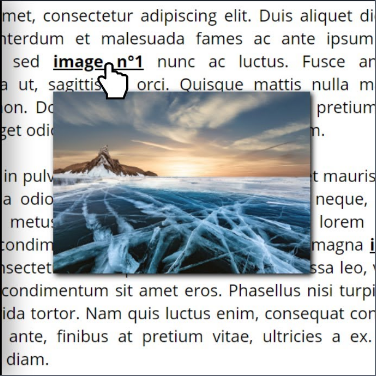 met, consectetur adipiscing elit. Duis aliquet di
nterdum et malesuada fames ac ante ipsum
sed image n°1 nunc ac luctus. Fusce an
a ut, sagittis orci. Quisque mattis nulla m
non. Do pretium
get odio m.
in pulv t mauris
a odio neque,
metus lorem
condim magna i
nsectet ssa leo, v
condimentum sit amet eros. Phasellus nisi turpi
ida tortor. Nam quis luctus enim, consequat con
ante, finibus at pretium vitae, ultricies a ex.
diam.